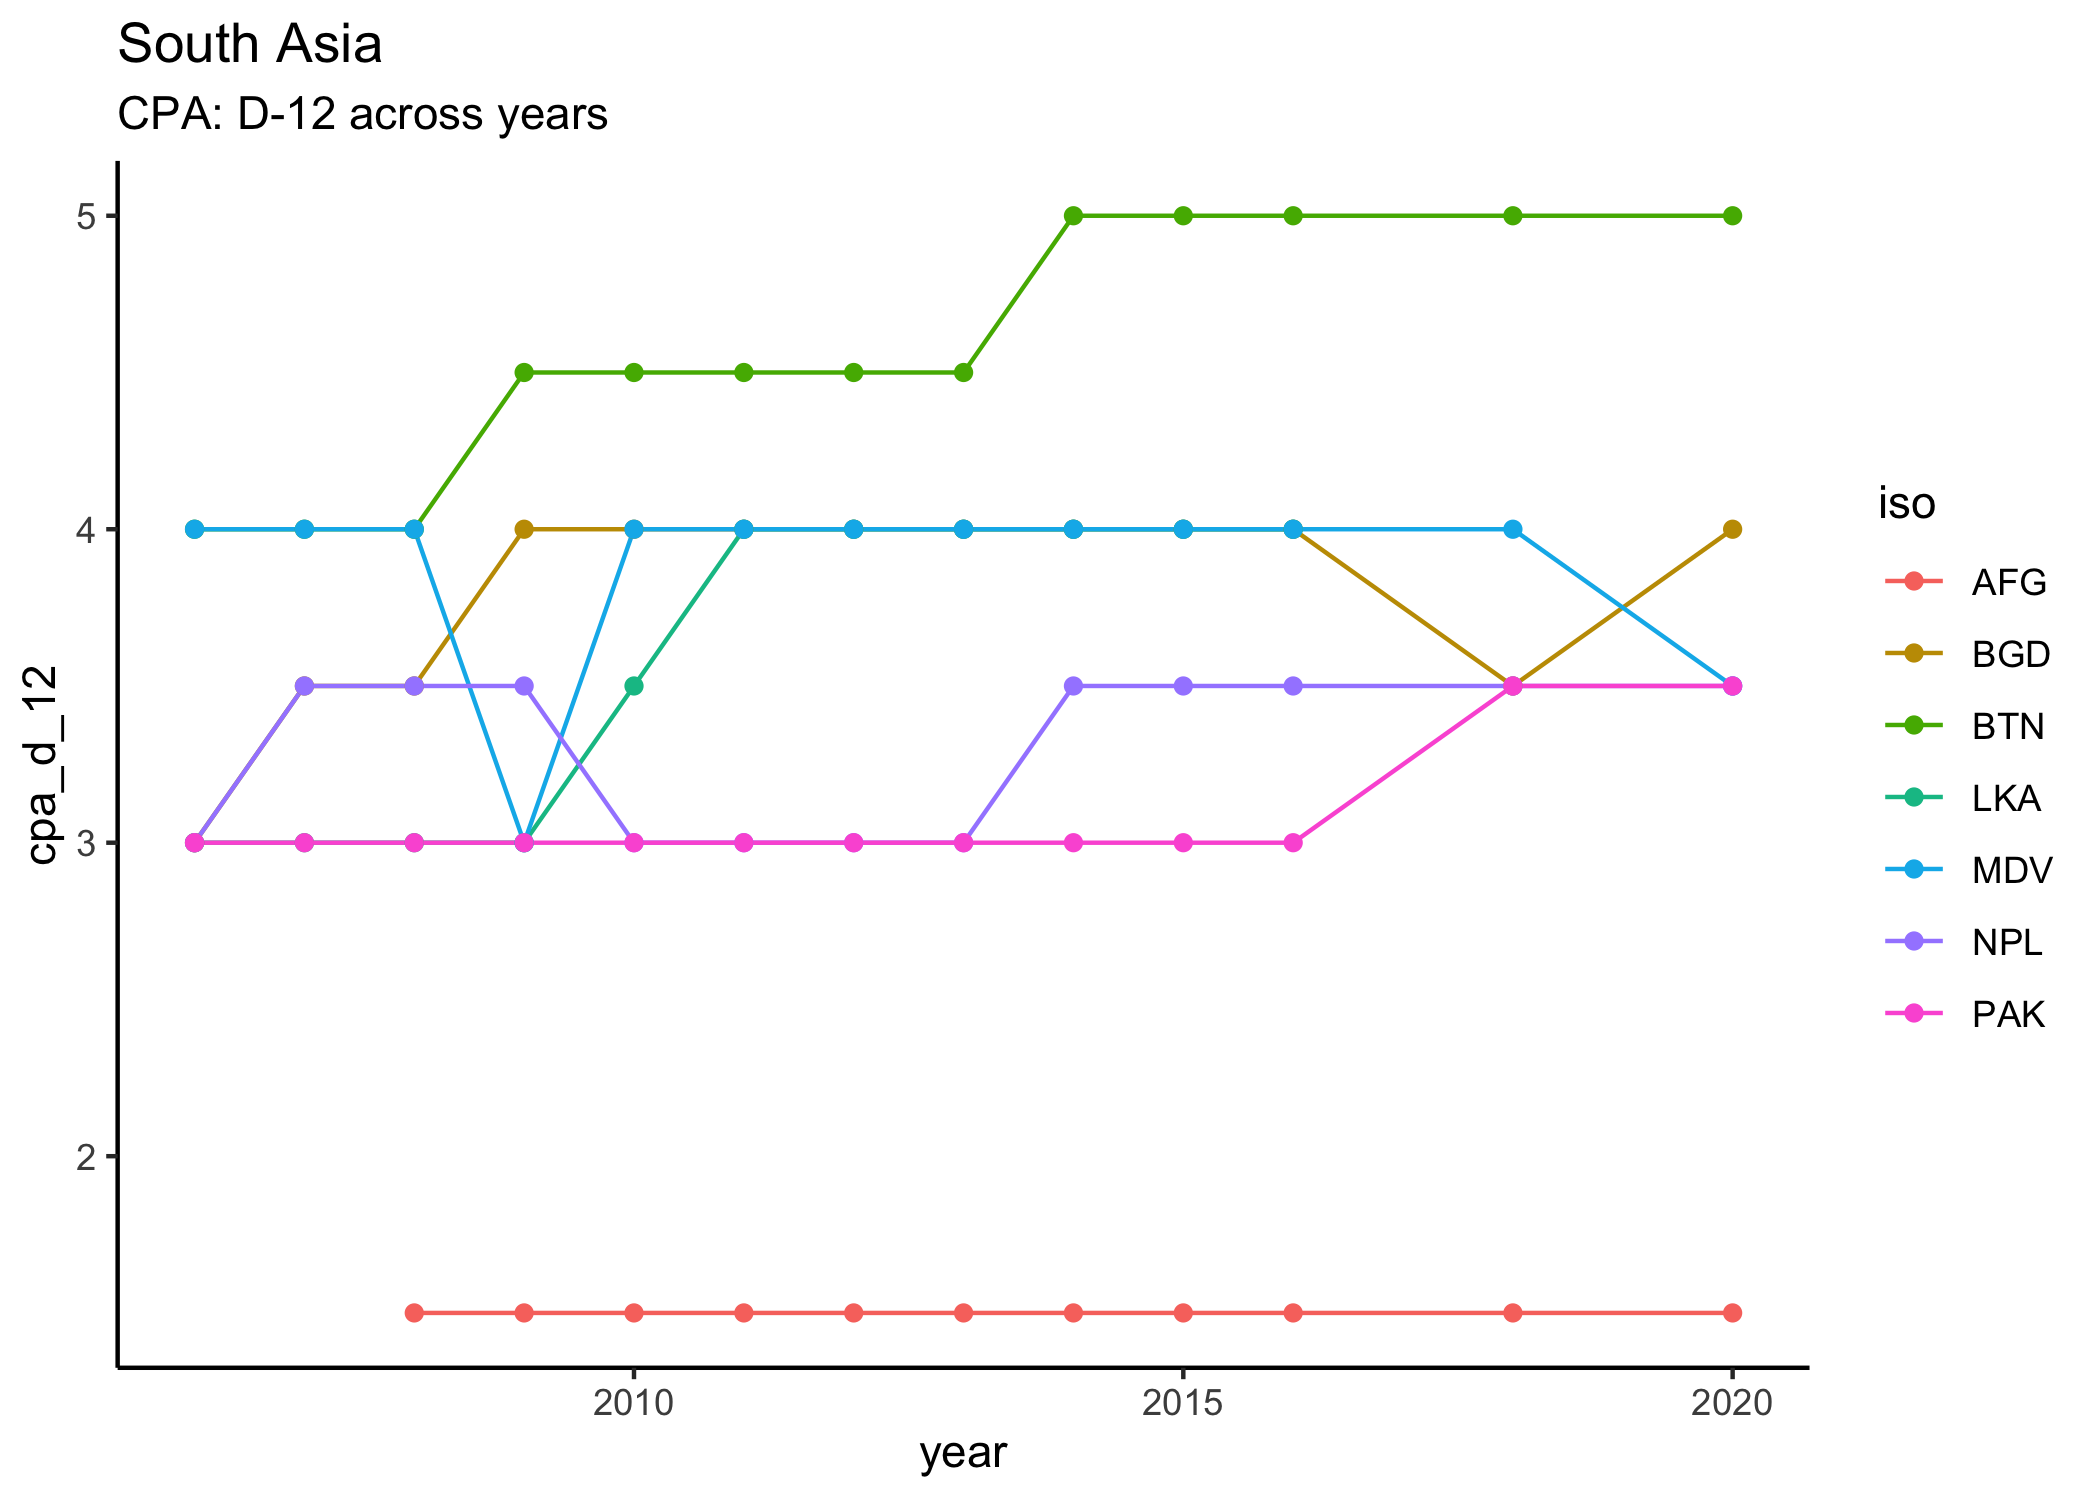 South Asia
CPA: D-12 across years
5
4
3
2
cpa_d_12
2010
2015
2020
year
iso
AFG
BGD
BTN
LKA
MDV
NPL
PAK